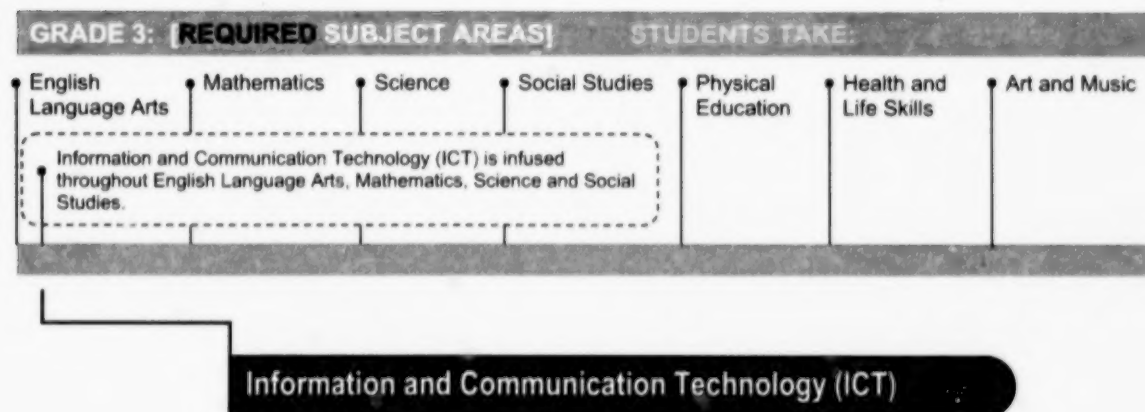 GRADE 3: [REQUIRED SUBJECT AREAS] STUDENTS TAKE:
English
Language Arts
Mathematics
Science
Social Studies
Physical
Education
Health and
Life Skills
Art and Music
Information and Communication Technology (ICT) is infused
throughout English Language Arts, Mathematics, Science and Social
Studies.
Information and Communication Technology (ICT)